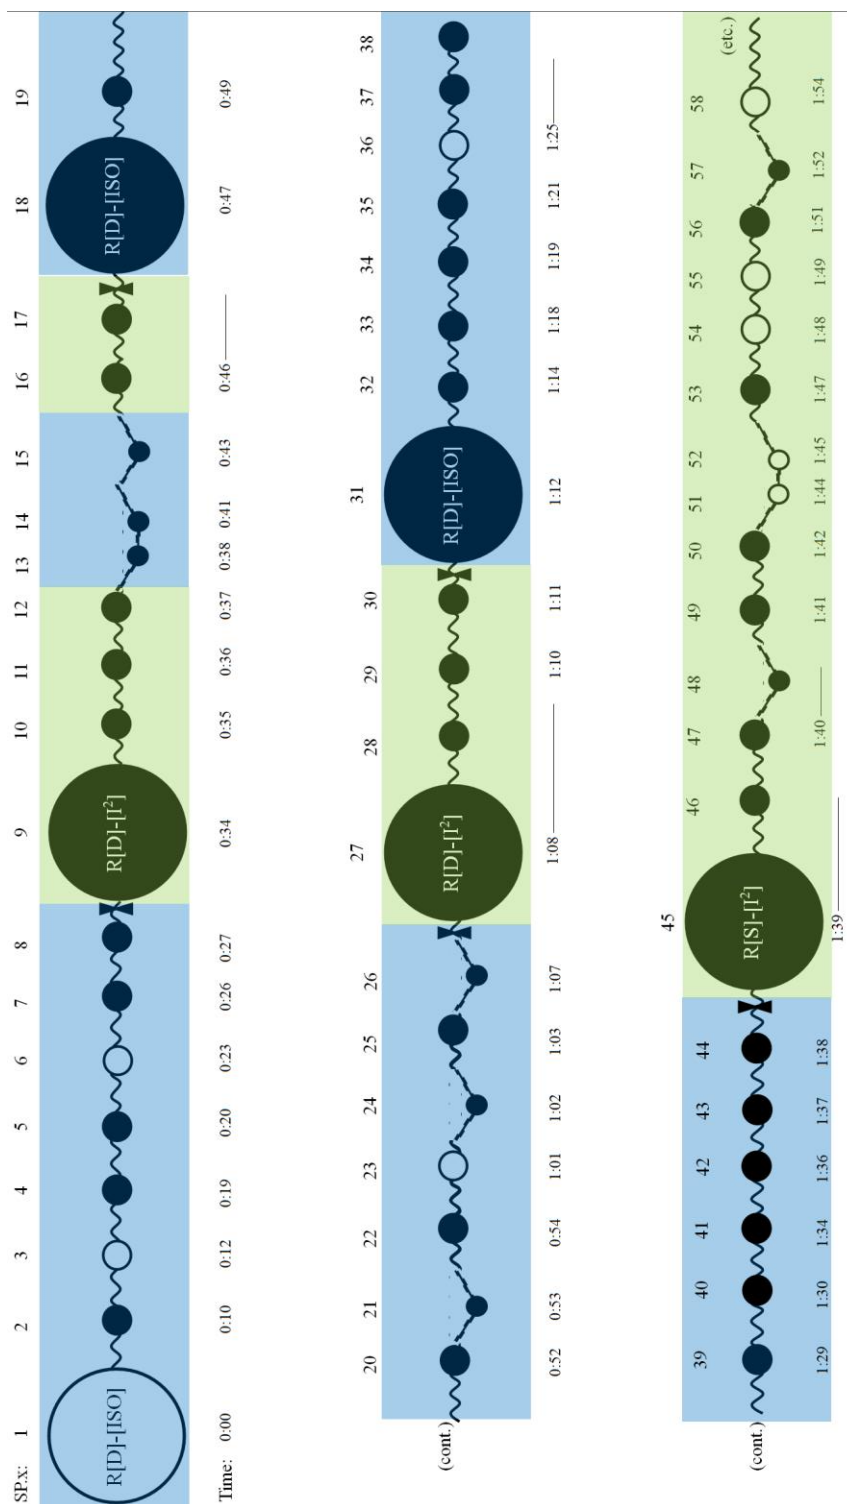 SP.x: 1 2 3 4 5 6 7 8 9 10 11 12 13 14 15 16 17 18 19
R[D]-[ISO] R[D]-[I²] R[D]-[ISO]
Time: 0:00 0:10 0:12 0:19 0:20 0:23 0:26 0:27 0:34 0:35 0:36 0:37 0:38 0:41 0:43 0:46 0:47 0:49
20 21 22 23 24 25 26 27 28 29 30 31 32 33 34 35 36 37 38
(cont.) R[D]-[I²] R[D]-[ISO]
0:52 0:53 0:54 1:01 1:02 1:03 1:07 1:08 1:10 1:11 1:12 1:14 1:18 1:19 1:21 1:25
39 40 41 42 43 44 45 46 47 48 49 50 51 52 53 54 55 56 57 58
(cont.) R[S]-[I²] (etc.)
1:29 1:30 1:34 1:36 1:37 1:38 1:39 1:40 1:41 1:42 1:44 1:45 1:47 1:48 1:49 1:51 1:52 1:54